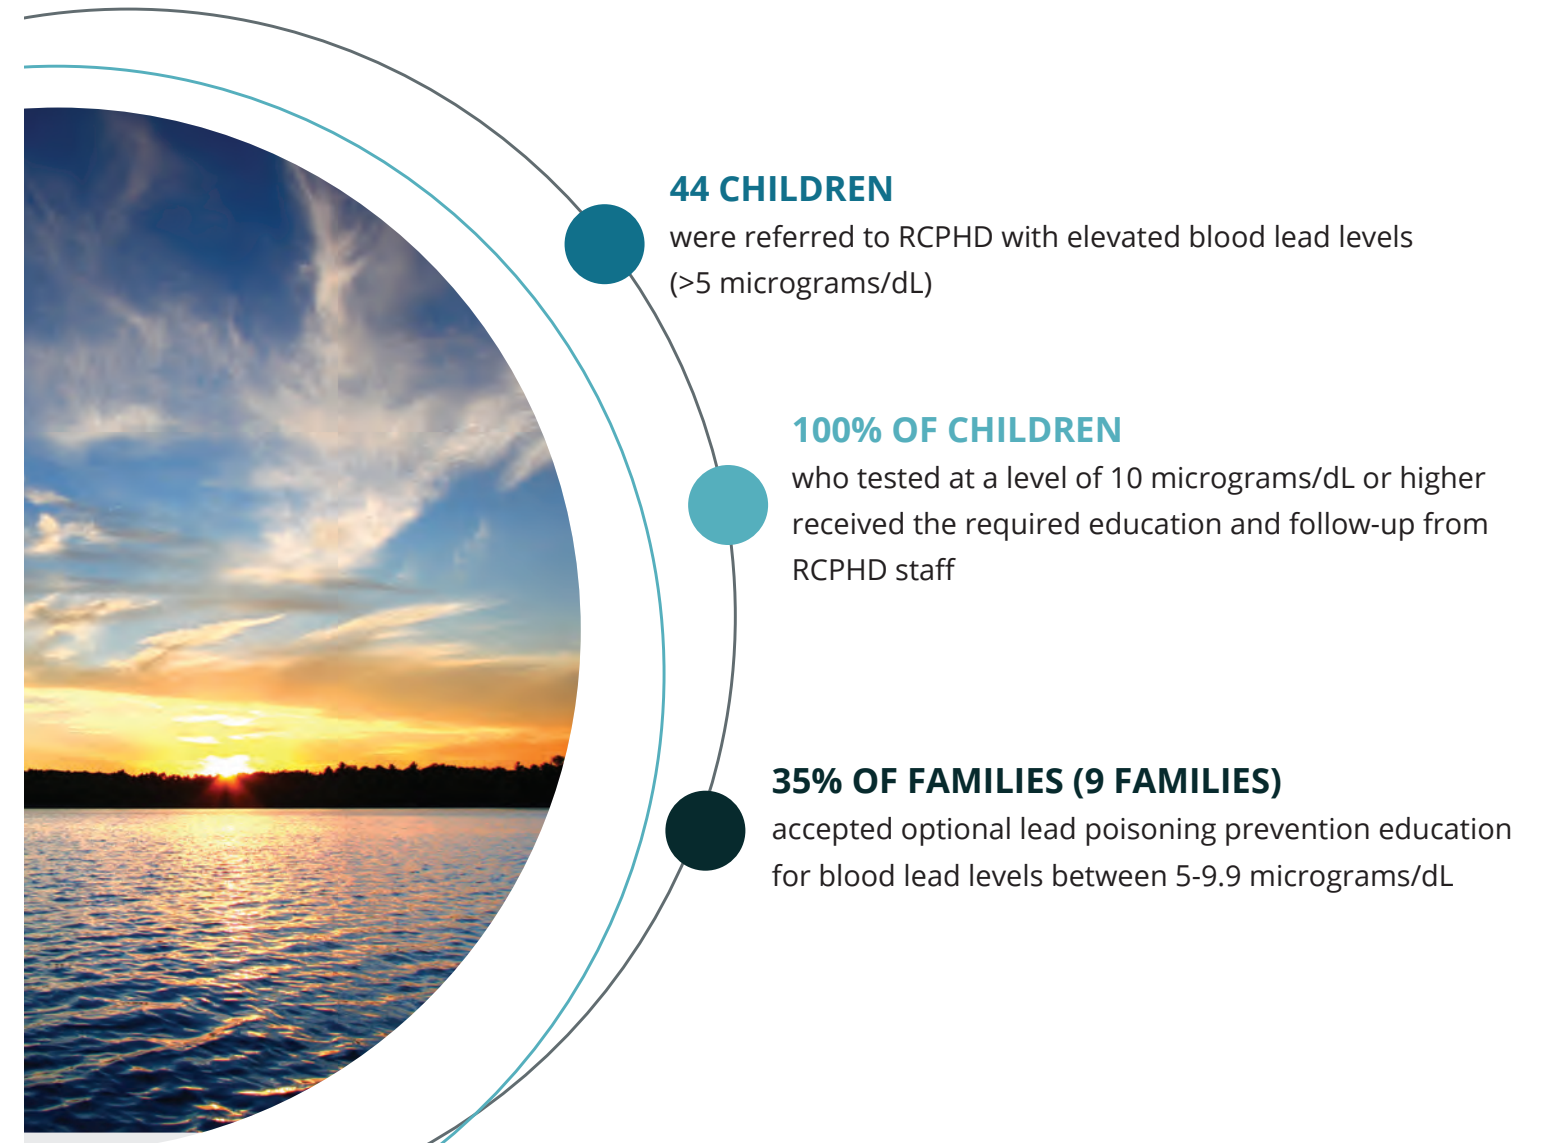 44 CHILDREN
were referred to RCPHD with elevated blood lead levels
(>5 micrograms/dL)
100% OF CHILDREN
who tested at a level of 10 micrograms/dL or higher
received the required education and follow-up from
RCPHD staff
35% OF FAMILIES (9 FAMILIES)
accepted optional lead poisoning prevention education
for blood lead levels between 5-9.9 micrograms/dL